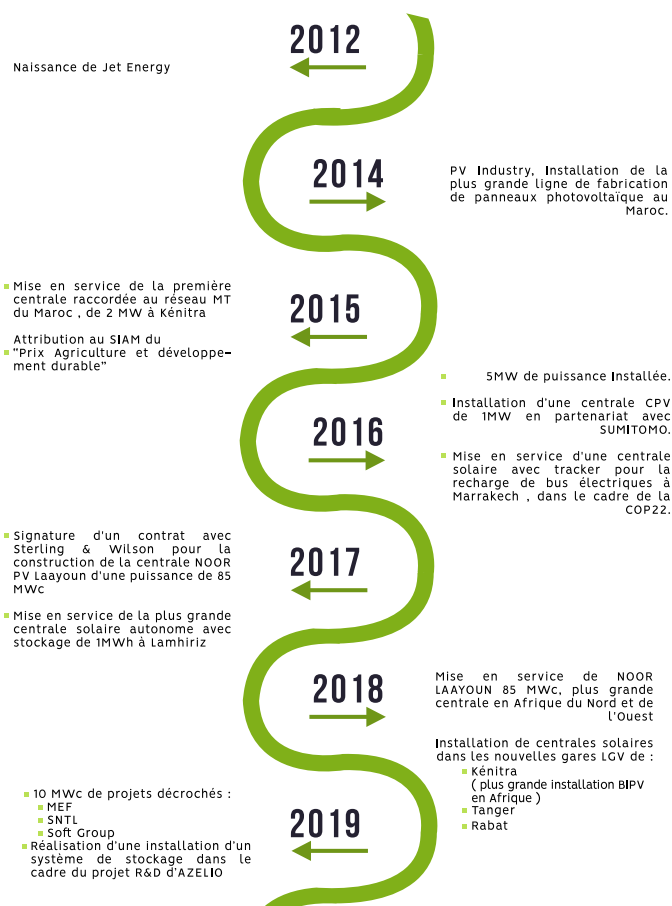 2012
Naissance de Jet Energy
2014
PV Industry, Installation de la
plus grande ligne de fabrication
de panneaux photovoltaïque au
Maroc.
2015
Mise en service de la première
centrale raccordée au réseau MT
du Maroc , de 2 MW à Kénitra
Attribution au SIAM du
“Prix Agriculture et développe-
ment durable”
2016
5MW de puissance Installée.
Installation d'une centrale CPV
de 1MW en partenariat avec
SUMITOMO.
Mise en service d'une centrale
solaire avec tracker pour la
recharge de bus électriques à
Marrakech , dans le cadre de la
COP22.
2017
Signature d'un contrat avec
Sterling & Wilson pour la
construction de la centrale NOOR
PV Laayoun d'une puissance de 85
MWc
Mise en service de la plus grande
centrale solaire autonome avec
stockage de 1MWh à Lamhiriz
2018
Mise en service de NOOR
LAAYOUN 85 MWc, plus grande
centrale en Afrique du Nord et de
l'Ouest
Installation de centrales solaires
dans les nouvelles gares LGV de :
Kénitra
( plus grande installation BIPV
en Afrique )
Tanger
Rabat
2019
10 MWc de projets décrochés :
MEF
SNTL
Soft Group
Réalisation d'une installation d'un
système de stockage dans le
cadre du projet R&D d'AZELIO